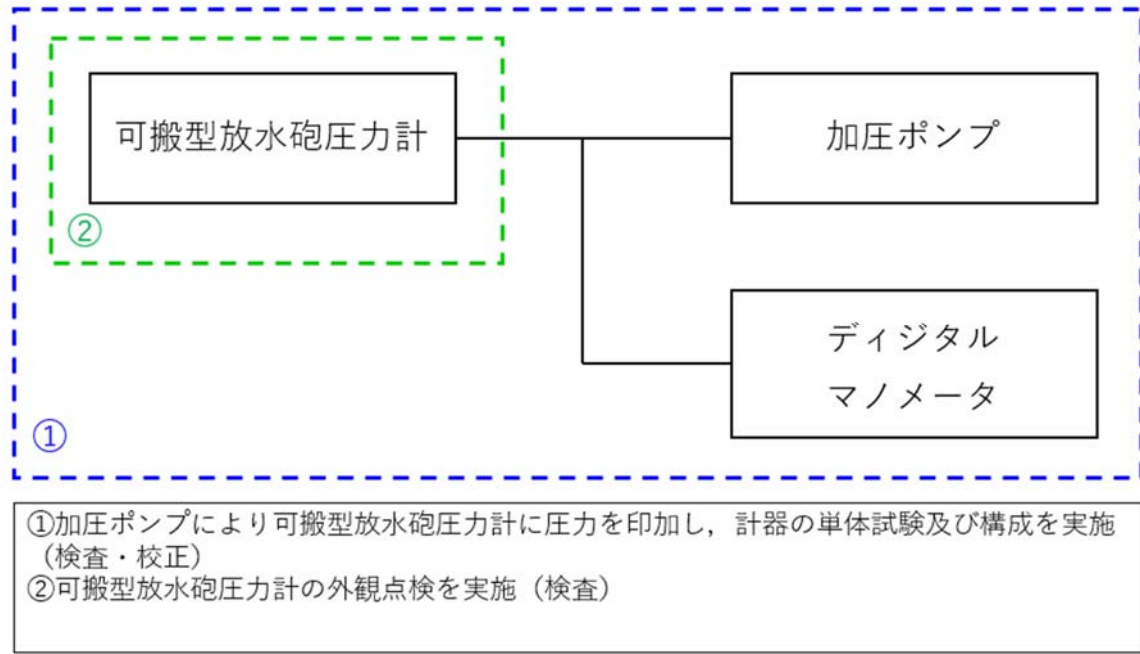 可搬型放水砲圧力計
加圧ポンプ
②
ディジタル
マノメータ
①
①加圧ポンプにより可搬型放水砲圧力計に圧力を印加し，計器の単体試験及び構成を実施
（検査・校正）
②可搬型放水砲圧力計の外観点検を実施（検査）